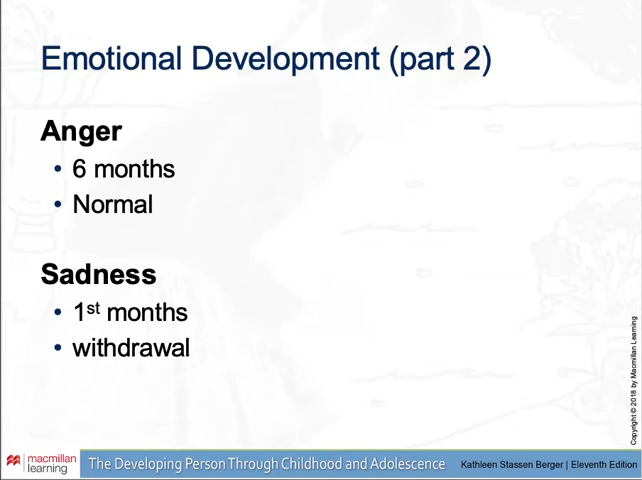 Emotional Development (part 2)
Anger
• 6 months
• Normal
Sadness
• 1st months
• withdrawal
Copyright © 2018 by Macmillan Learning
macmillan
learning
The Developing Person Through Childhood and Adolescence
Kathleen Stassen Berger | Eleventh Edition